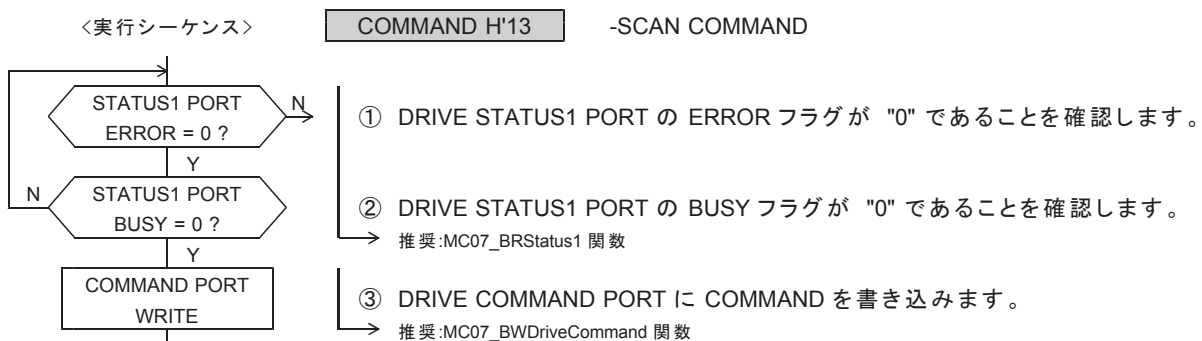 <実行シーケンス>
COMMAND H'13
-SCAN COMMAND
STATUS1 PORT
ERROR = 0 ?
N
Y
① DRIVE STATUS1 PORT の ERROR フラグが "0" であることを確認します。
N
STATUS1 PORT
BUSY = 0 ?
Y
② DRIVE STATUS1 PORT の BUSY フラグが "0" であることを確認します。
推奨:MC07_BRStatus1 関数
COMMAND PORT
WRITE
③ DRIVE COMMAND PORT に COMMAND を書き込みます。
推奨:MC07_BWDriveCommand 関数